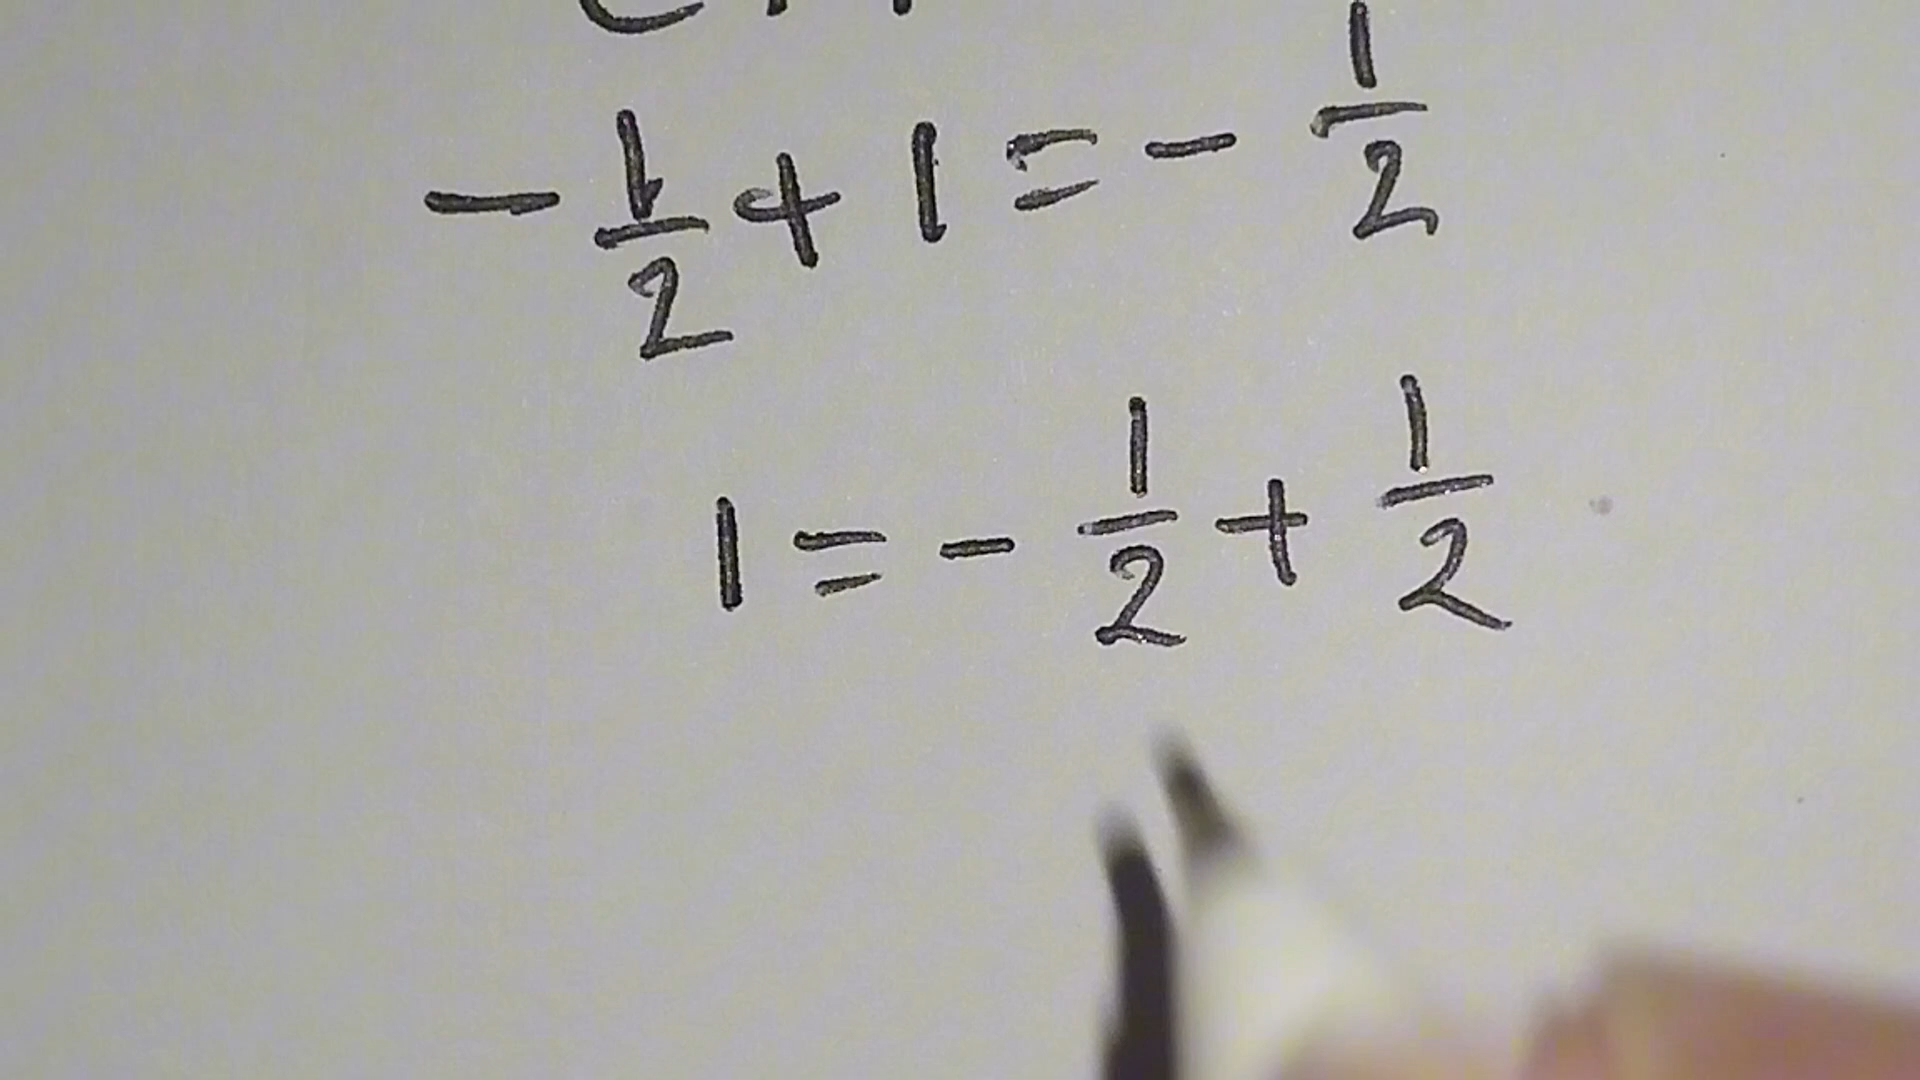 -1/2 + 1 = - 1/2
1 = - 1/2 + 1/2